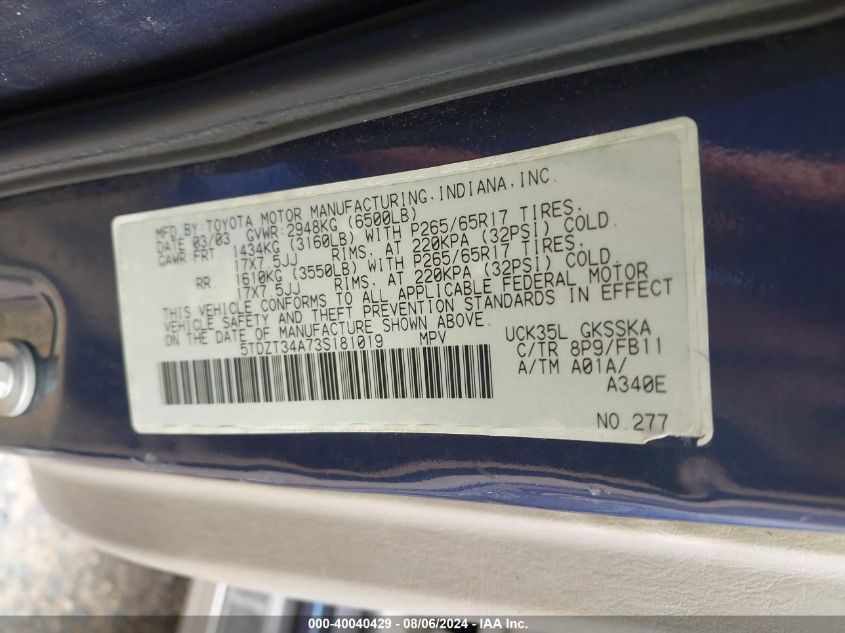 MFD.BY:TOYOTA MOTOR MANUFACTURING,INDIANA,INC.
DATE 03/03 GVWR:2948KG (6500LB)
GAWR FRT. 1434KG (3160LB) WITH P265/65R17 TIRES.
17X7.5JJ RIMS. AT 220KPA (32PSI) COLD.
RR. 1610KG (3550LB) WITH P265/65R17 TIRES.
17X7.5JJ RIMS. AT 220KPA (32PSI) COLD.
THIS VEHICLE CONFORMS TO ALL APPLICABLE FEDERAL MOTOR
VEHICLE SAFETY AND THEFT PREVENTION STANDARDS IN EFFECT
ON THE DATE OF MANUFACTURE SHOWN ABOVE.
5TDZT34A73S181019 MPV
UCK35L GKSSKA
C/TR 8P9/FB11
A/TM A01A/
A340E
NO.277
000-40040429 - 08/06/2024 - IAA Inc.